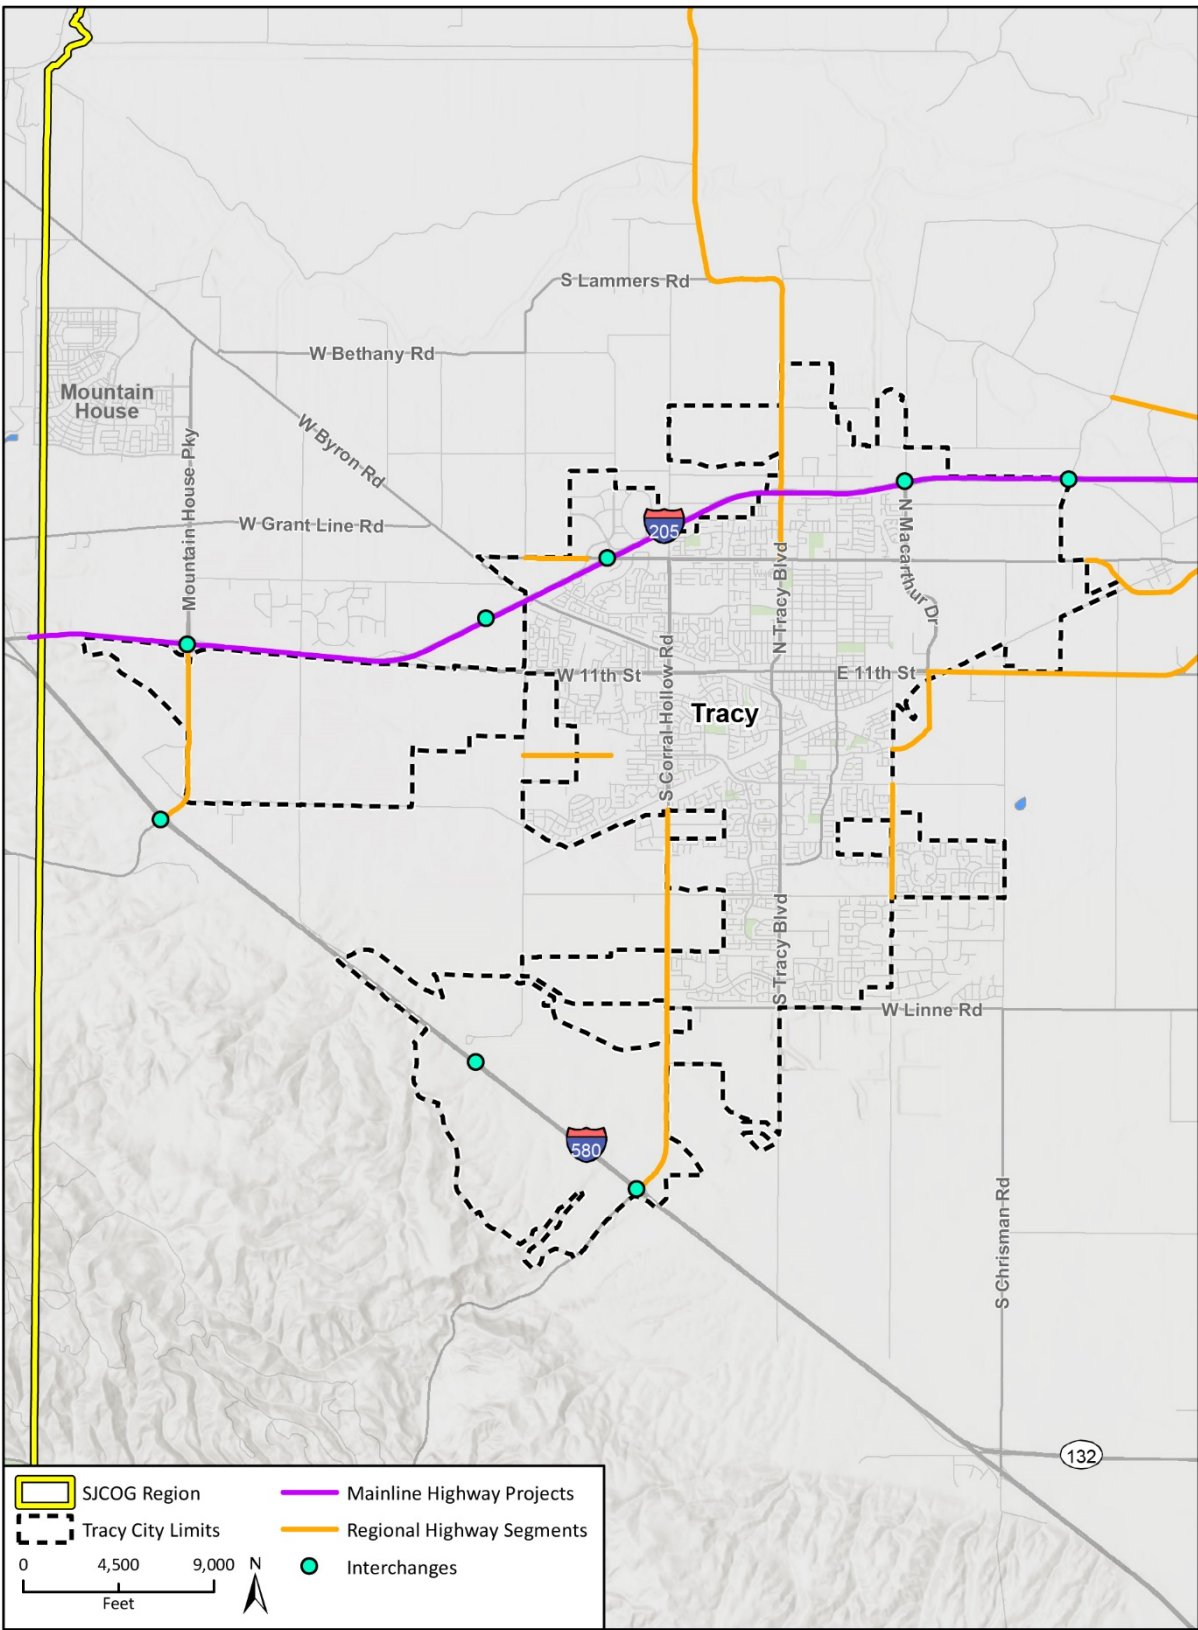 S Lammers Rd
W Bethany Rd
Mountain
House
W Byron Rd
Mountain House Pky
W Grant Line Rd
205
N Macarthur Dr
N Tracy Blvd
S Corral Hollow Rd
W 11th St
E 11th St
Tracy
S Tracy Blvd
W Linne Rd
580
S Chrisman Rd
132
SJCOG Region
Mainline Highway Projects
Tracy City Limits
Regional Highway Segments
0 4,500 9,000
Feet
N
Interchanges